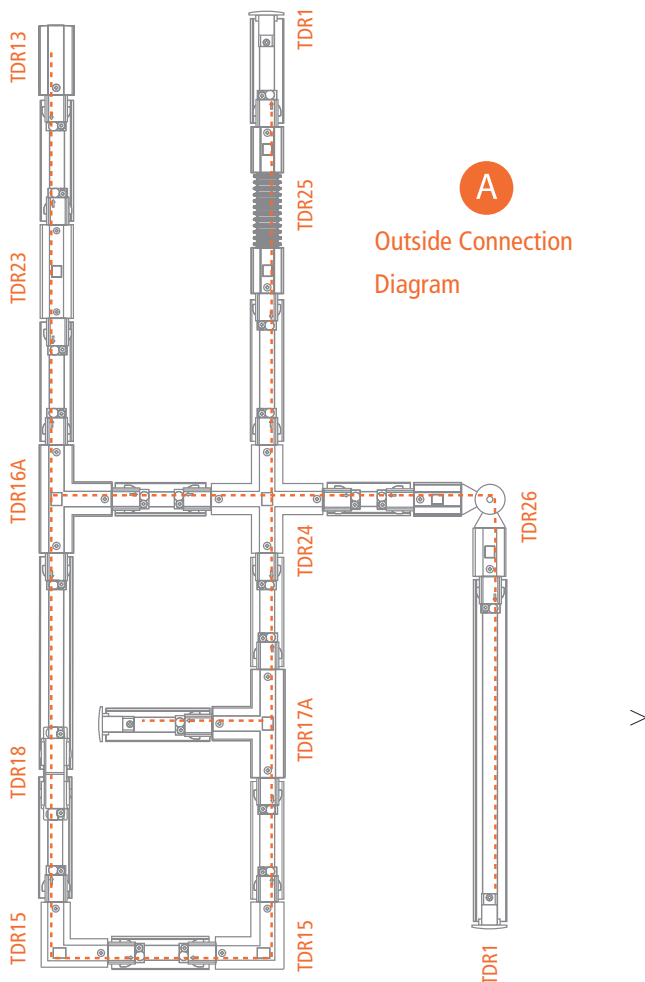 TDR13
TDR1
A
Outside Connection
Diagram
TDR25
TDR23
TDR16A
TDR24
TDR26
TDR17A
TDR18
TDR15
TDR15
TDR1
>